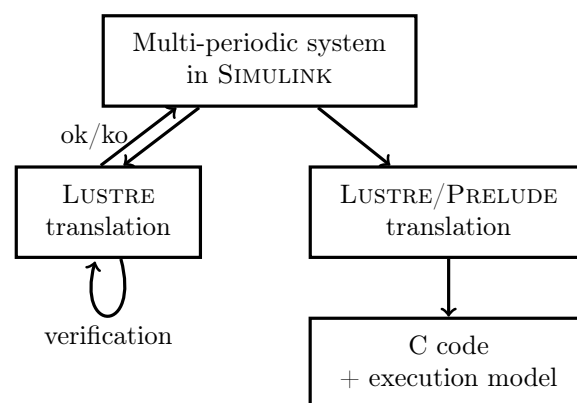 Multi-periodic system
in SIMULINK
ok/ko
LUSTRE
translation
LUSTRE/PRELUDE
translation
verification
C code
+ execution model